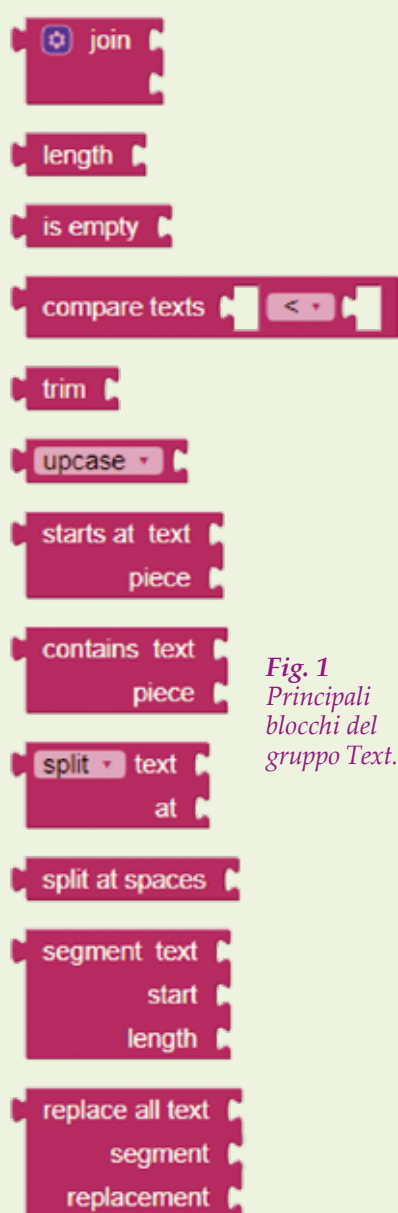 join
length
is empty
compare texts < 
trim
upcase
starts at text
piece
contains text
piece
Fig. 1
Principali
blocchi del
gruppo Text.
split text
at
split at spaces
segment text
start
length
replace all text
segment
replacement